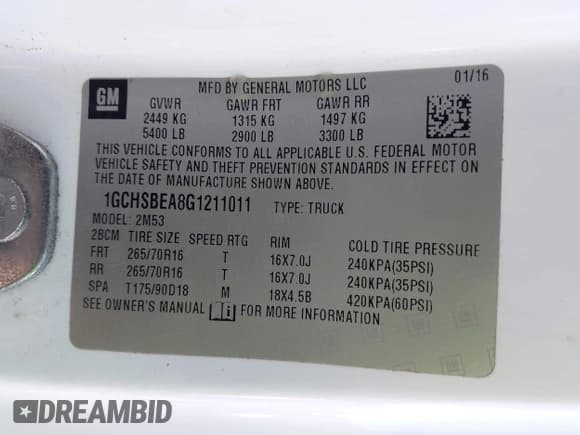 MFD BY GENERAL MOTORS LLC 01/16
GM
GVWR GAWR FRT GAWR RR
2449 KG 1315 KG 1497 KG
5400 LB 2900 LB 3300 LB
THIS VEHICLE CONFORMS TO ALL APPLICABLE U.S. FEDERAL MOTOR
VEHICLE SAFETY AND THEFT PREVENTION STANDARDS IN EFFECT ON
THE DATE OF MANUFACTURE SHOWN ABOVE.
1GCHSBEA8G1211011 TYPE: TRUCK
MODEL: 2M53
2BCM TIRE SIZE SPEED RTG RIM
FRT 265/70R16 T 16X7.0J 240KPA(35PSI)
RR 265/70R16 T 16X7.0J 240KPA(35PSI)
SPA T175/90D18 M 18X4.5B 420KPA(60PSI)
SEE OWNER'S MANUAL i FOR MORE INFORMATION
DREAMBID